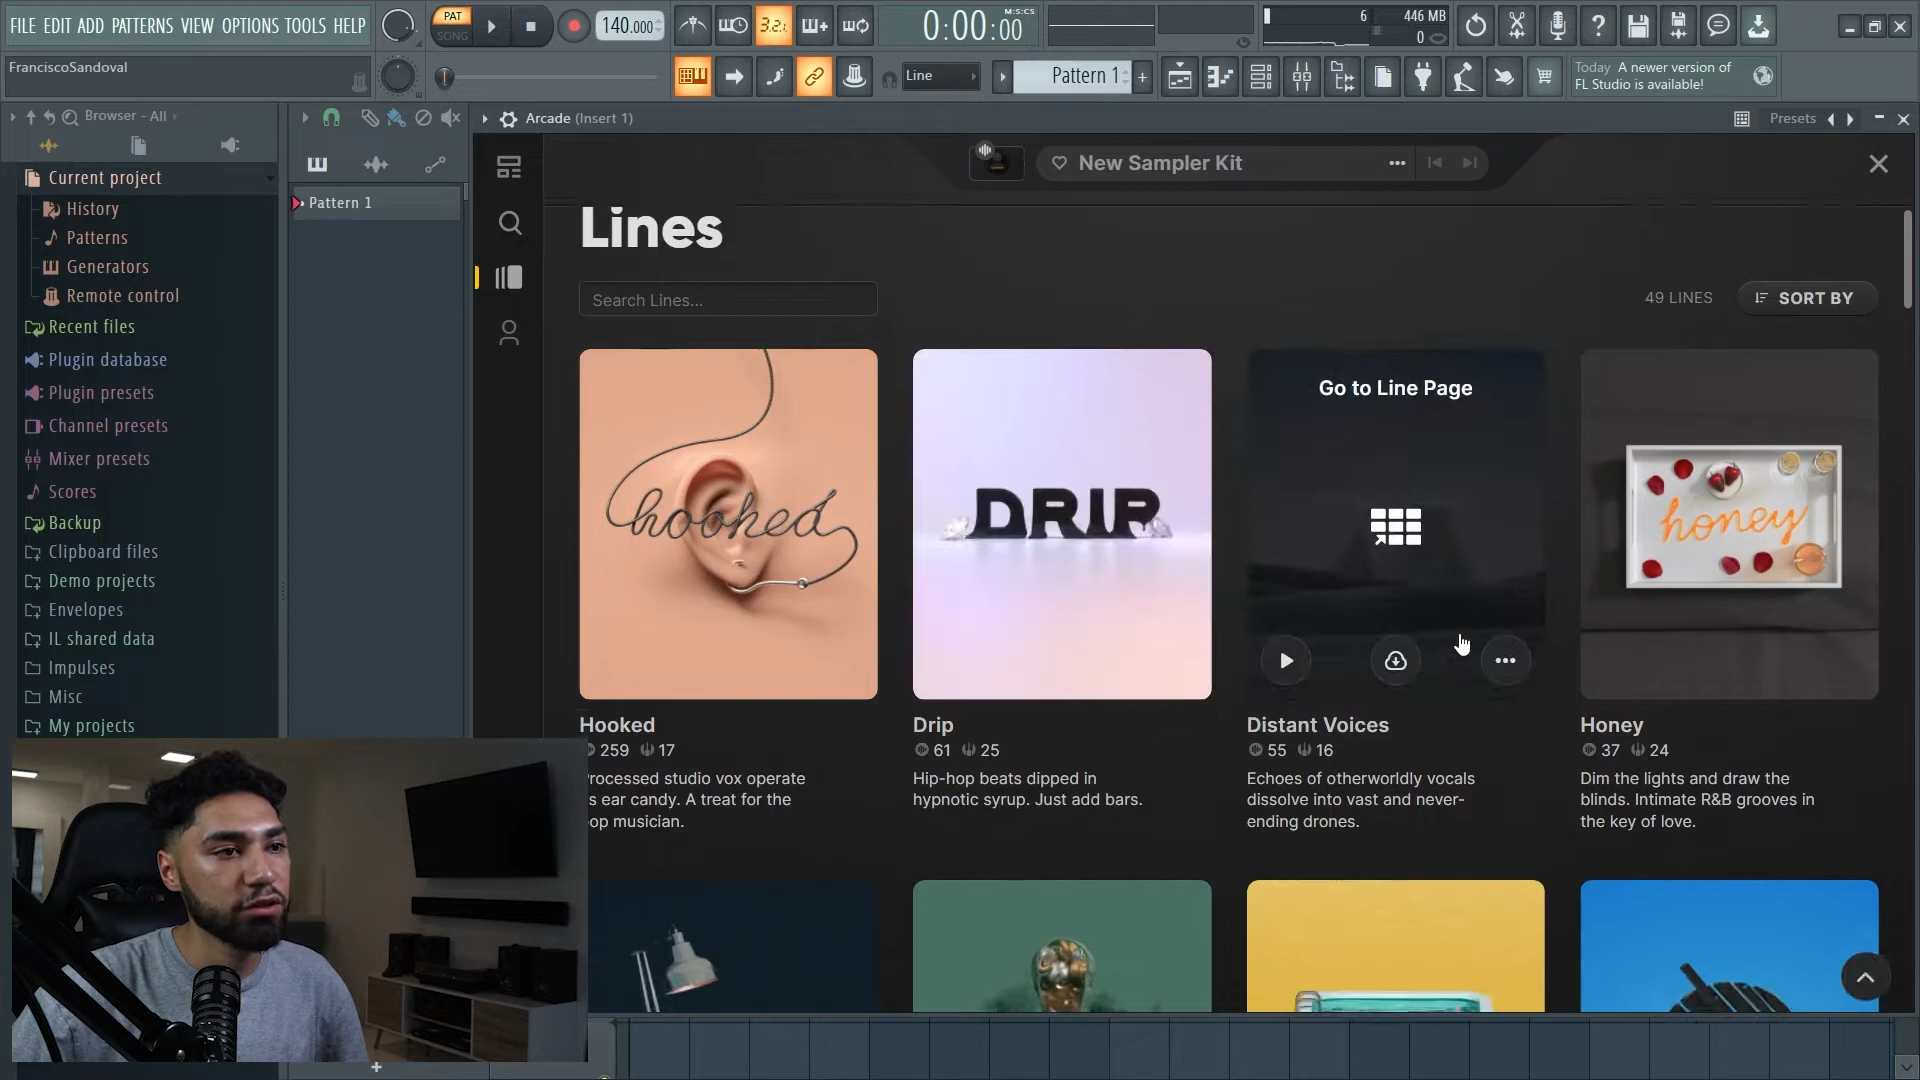 FILE EDIT ADD PATTERNS VIEW OPTIONS TOOLS HELP
PAT
SONG
140.000
3.2.
0:00:00
M:S:CS
6
446 MB
0
FranciscoSandoval
Line
Pattern 1
Today A newer version of
FL Studio is available!
Browser - All
Arcade (Insert 1)
Presets
Current project
History
Patterns
Generators
Remote control
Recent files
Plugin database
Plugin presets
Channel presets
Mixer presets
Scores
Backup
Clipboard files
Demo projects
Envelopes
IL shared data
Impulses
Misc
My projects
Pattern 1
New Sampler Kit
Lines
Search Lines...
49 LINES
SORT BY
hooked
DRIP
Go to Line Page
honey
Hooked
259 17
rocessed studio vox operate
s ear candy. A treat for the
op musician.
Drip
61 25
Hip-hop beats dipped in
hypnotic syrup. Just add bars.
Distant Voices
55 16
Echoes of otherworldly vocals
dissolve into vast and never-
ending drones.
Honey
37 24
Dim the lights and draw the
blinds. Intimate R&B grooves in
the key of love.